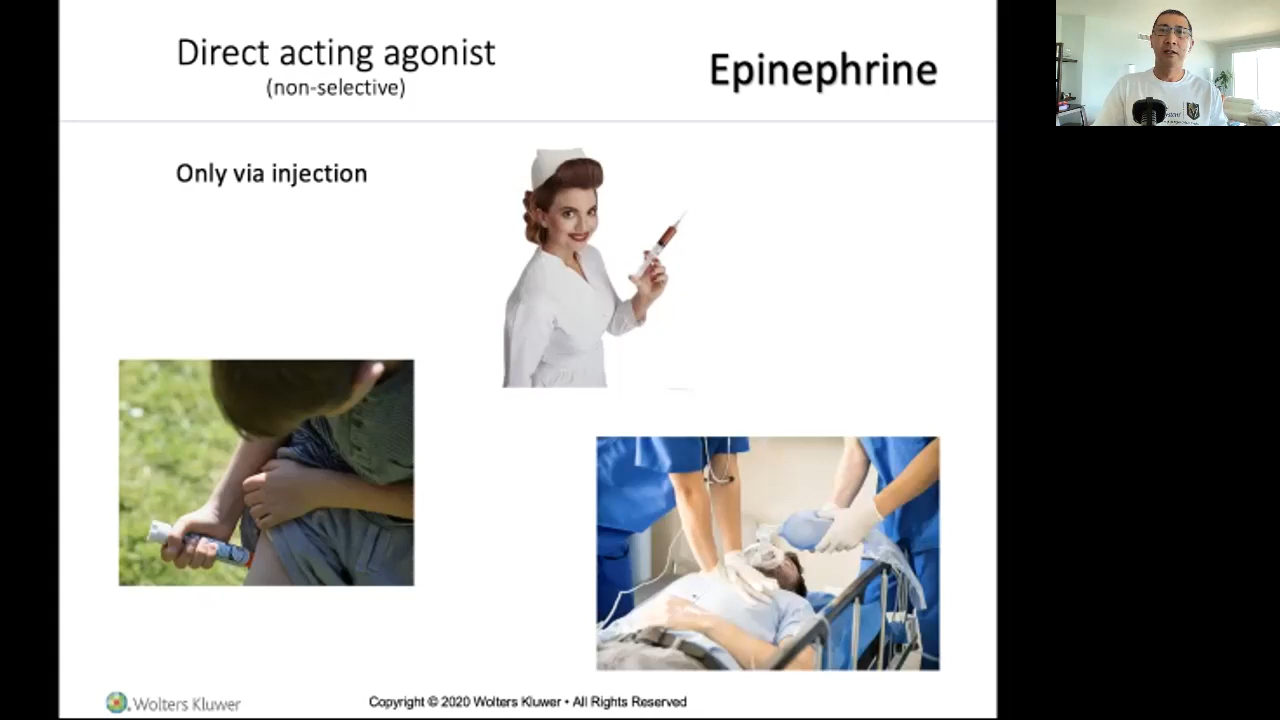 Direct acting agonist
(non-selective)
Epinephrine
Only via injection
Wolters Kluwer
Copyright © 2020 Wolters Kluwer • All Rights Reserved